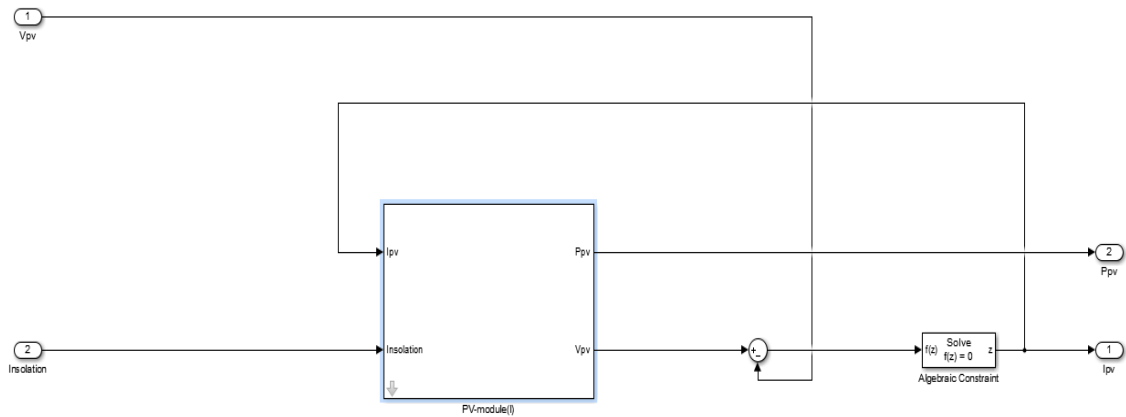 1
Vpv
Ipv
Ppv
2
Ppv
2
Insolation
Insolation
Vpv
+
−
f(z)
Solve
f(z) = 0
z
Algebraic Constraint
1
Ipv
PV-module(I)